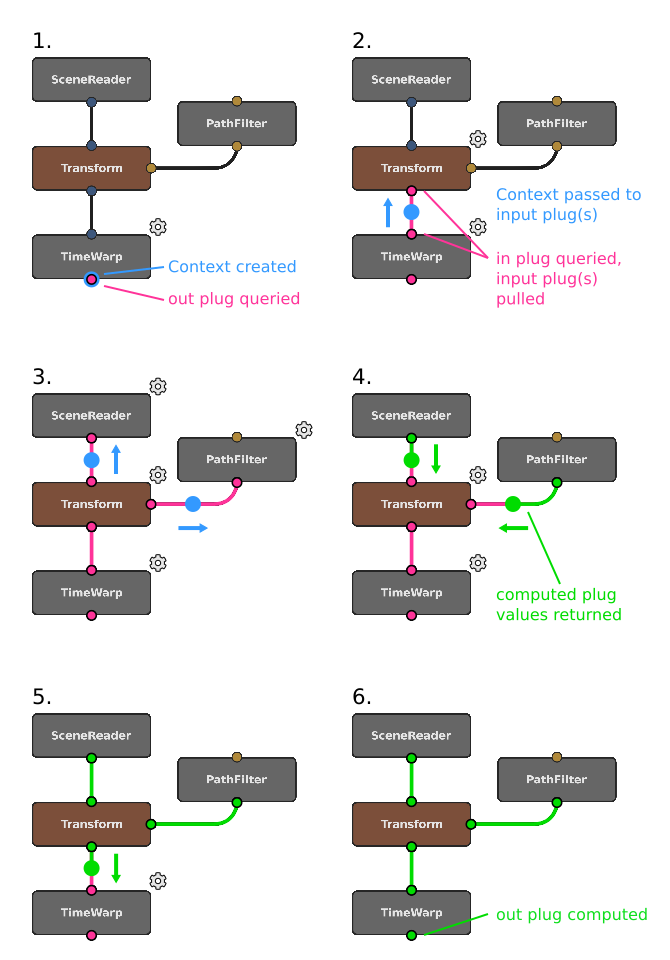 1.
SceneReader
PathFilter
Transform
TimeWarp
Context created
out plug queried
2.
SceneReader
PathFilter
Transform
Context passed to
input plug(s)
TimeWarp
in plug queried,
input plug(s)
pulled
3.
SceneReader
PathFilter
Transform
TimeWarp
4.
SceneReader
PathFilter
Transform
TimeWarp
computed plug
values returned
5.
SceneReader
PathFilter
Transform
TimeWarp
6.
SceneReader
PathFilter
Transform
TimeWarp
out plug computed